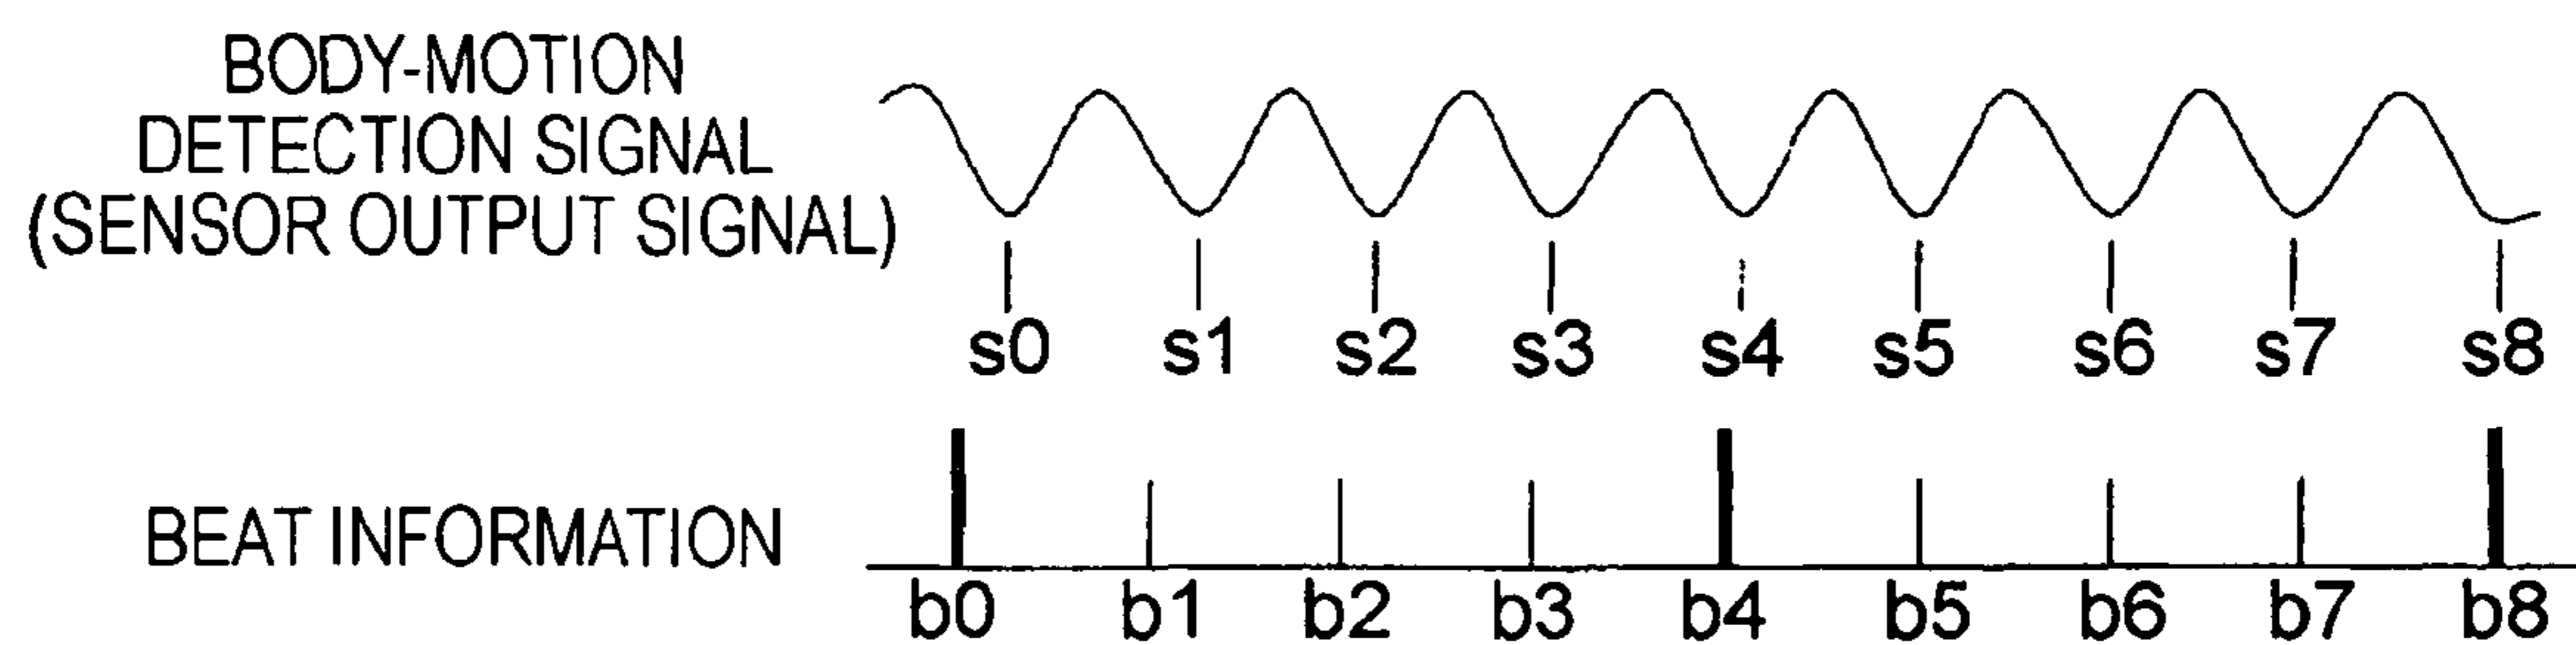 BODY-MOTION
DETECTION SIGNAL
(SENSOR OUTPUT SIGNAL)
s0 s1 s2 s3 s4 s5 s6 s7 s8
BEAT INFORMATION
b0 b1 b2 b3 b4 b5 b6 b7 b8